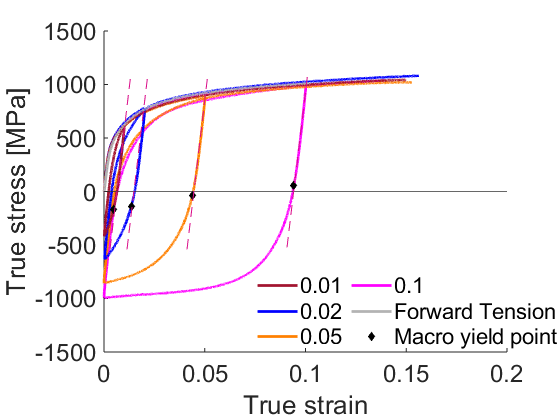 1500
1000
500
0
-500
-1000
-1500
True stress [MPa]
0.01
0.02
0.05
0.1
Forward Tension
Macro yield point
0 0.05 0.1 0.15 0.2
True strain